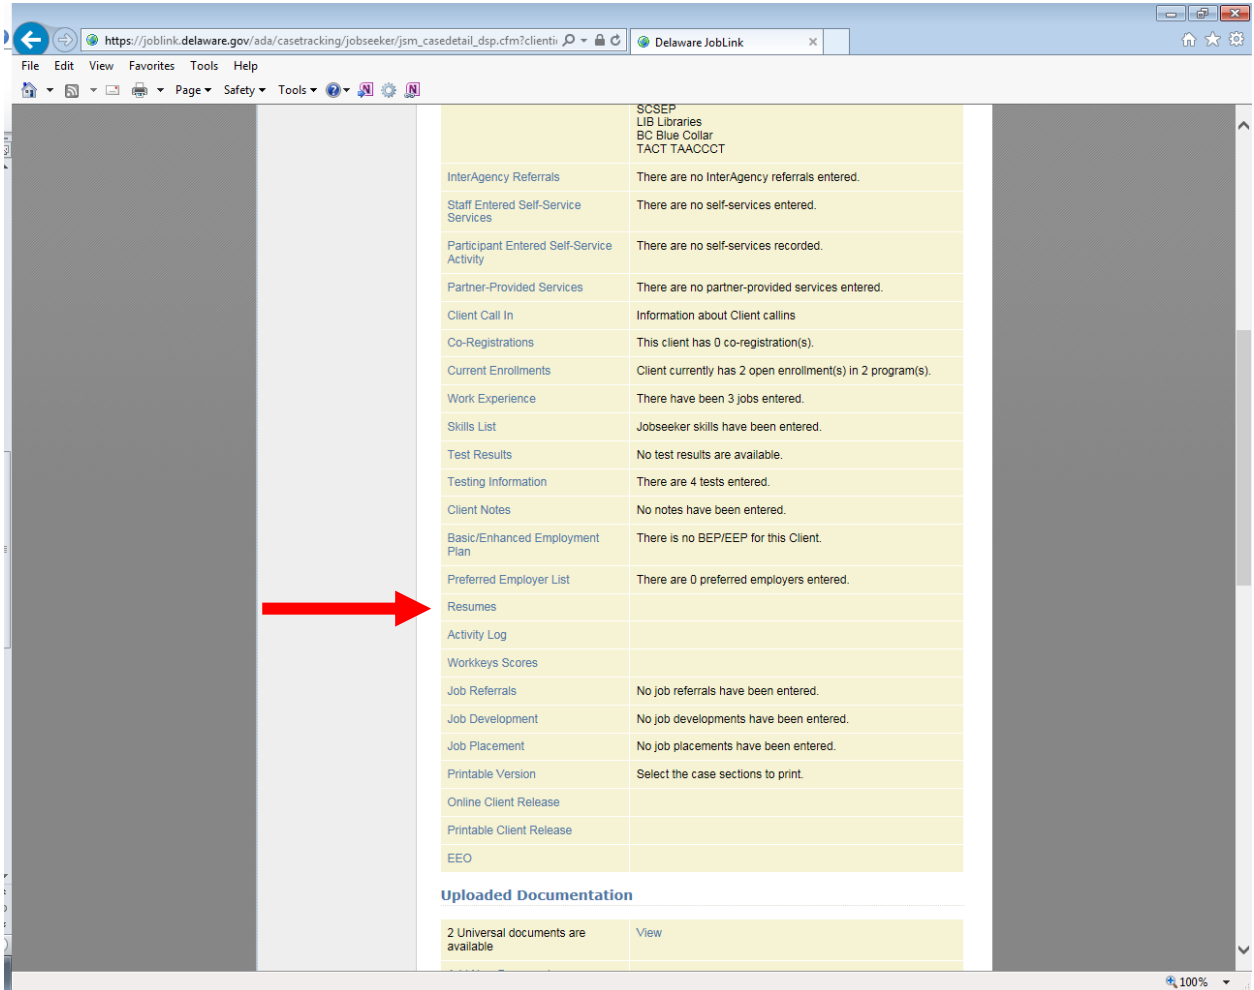 https://joblink.delaware.gov/ada/casetracking/jobseeker/jsm_casedetail_dsp.cfm?clienti
Delaware JobLink
File Edit View Favorites Tools Help
Page Safety Tools
SCSEP
LIB Libraries
BC Blue Collar
TACT TAACCCT
InterAgency Referrals There are no InterAgency referrals entered.
Staff Entered Self-Service There are no self-services entered.
Services
Participant Entered Self-Service There are no self-services recorded.
Activity
Partner-Provided Services There are no partner-provided services entered.
Client Call In Information about Client callins
Co-Registrations This client has 0 co-registration(s).
Current Enrollments Client currently has 2 open enrollment(s) in 2 program(s).
Work Experience There have been 3 jobs entered.
Skills List Jobseeker skills have been entered.
Test Results No test results are available.
Testing Information There are 4 tests entered.
Client Notes No notes have been entered.
Basic/Enhanced Employment There is no BEP/EEP for this Client.
Plan
Preferred Employer List There are 0 preferred employers entered.
Resumes
Activity Log
Workkeys Scores
Job Referrals No job referrals have been entered.
Job Development No job developments have been entered.
Job Placement No job placements have been entered.
Printable Version Select the case sections to print.
Online Client Release
Printable Client Release
EEO
Uploaded Documentation
2 Universal documents are View
available
100%